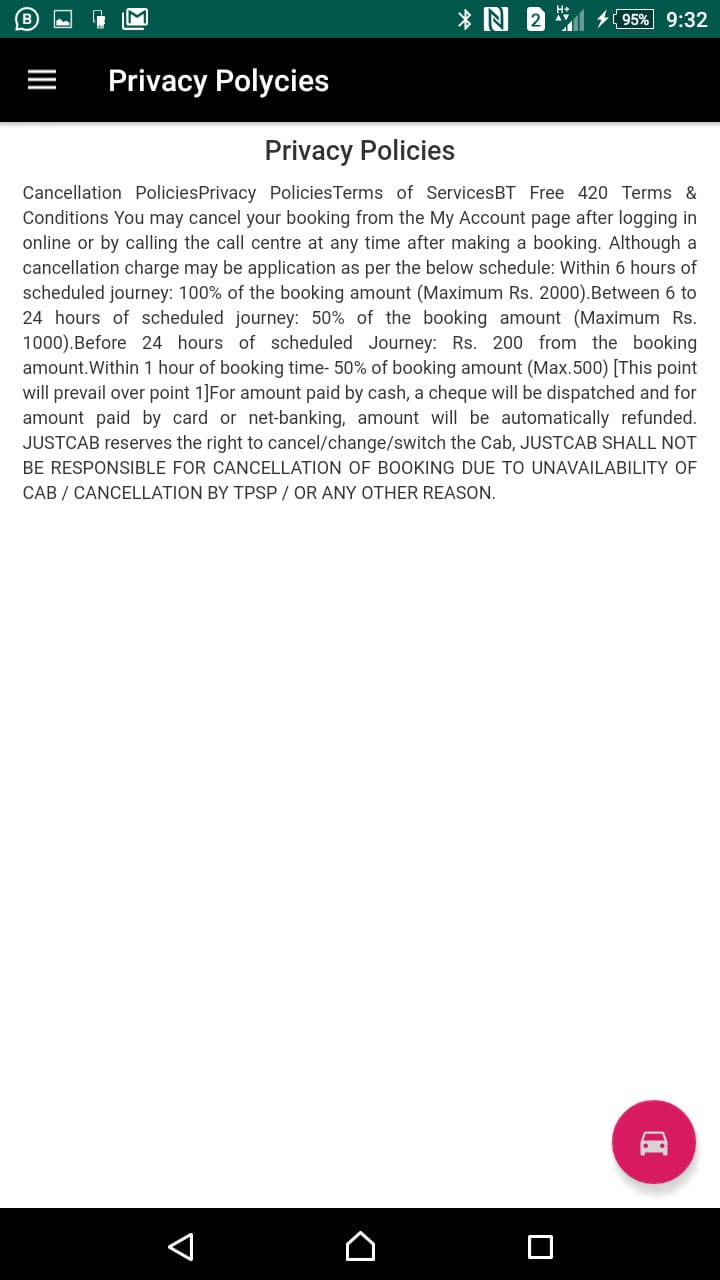 2 H+ 95% 9:32
Privacy Polycies
Privacy Policies
Cancellation PoliciesPrivacy PoliciesTerms of ServicesBT Free 420 Terms &
Conditions You may cancel your booking from the My Account page after logging in
online or by calling the call centre at any time after making a booking. Although a
cancellation charge may be application as per the below schedule: Within 6 hours of
scheduled journey: 100% of the booking amount (Maximum Rs. 2000).Between 6 to
24 hours of scheduled journey: 50% of the booking amount (Maximum Rs.
1000).Before 24 hours of scheduled Journey: Rs. 200 from the booking
amount.Within 1 hour of booking time- 50% of booking amount (Max.500) [This point
will prevail over point 1]For amount paid by cash, a cheque will be dispatched and for
amount paid by card or net-banking, amount will be automatically refunded.
JUSTCAB reserves the right to cancel/change/switch the Cab, JUSTCAB SHALL NOT
BE RESPONSIBLE FOR CANCELLATION OF BOOKING DUE TO UNAVAILABILITY OF
CAB / CANCELLATION BY TPSP / OR ANY OTHER REASON.